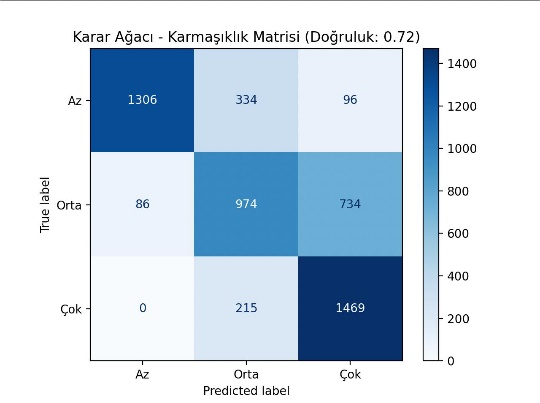 Karar Ağacı - Karmaşıklık Matrisi (Doğruluk: 0.72)
True label
Az 1306 334 96
Orta 86 974 734
Çok 0 215 1469
Az Orta Çok
Predicted label
1400
1200
1000
800
600
400
200
0